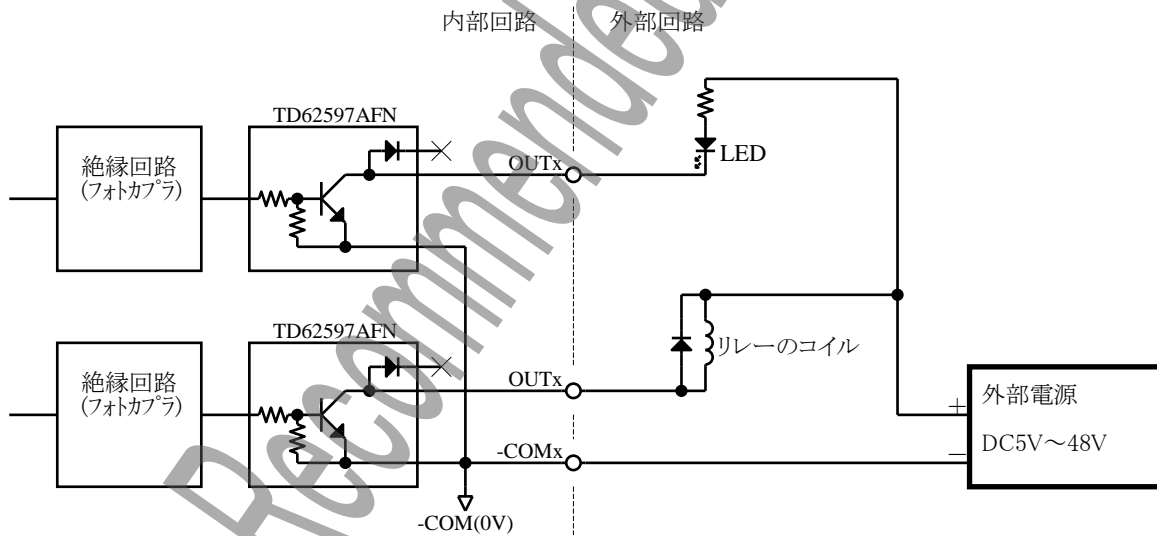 内部回路
外部回路
TD62597AFN
絶縁回路
(フォトカプラ)
OUTx
LED
TD62597AFN
絶縁回路
(フォトカプラ)
OUTx
リレーのコイル
-COMx
-COM(0V)
+
外部電源
DC5V～48V
−
Recommended